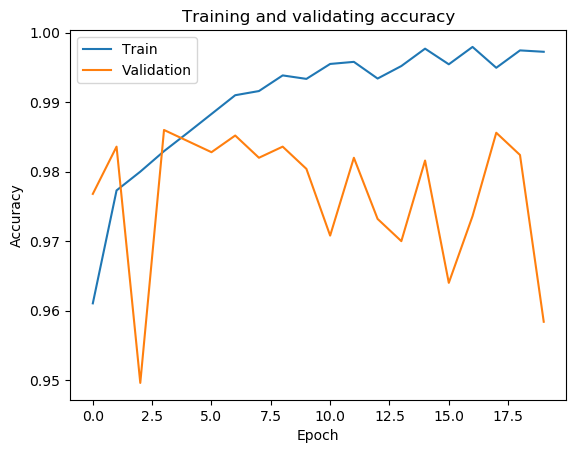 Training and validating accuracy
Train
Validation
1.00
0.99
0.98
0.97
0.96
0.95
Accuracy
0.0 2.5 5.0 7.5 10.0 12.5 15.0 17.5
Epoch